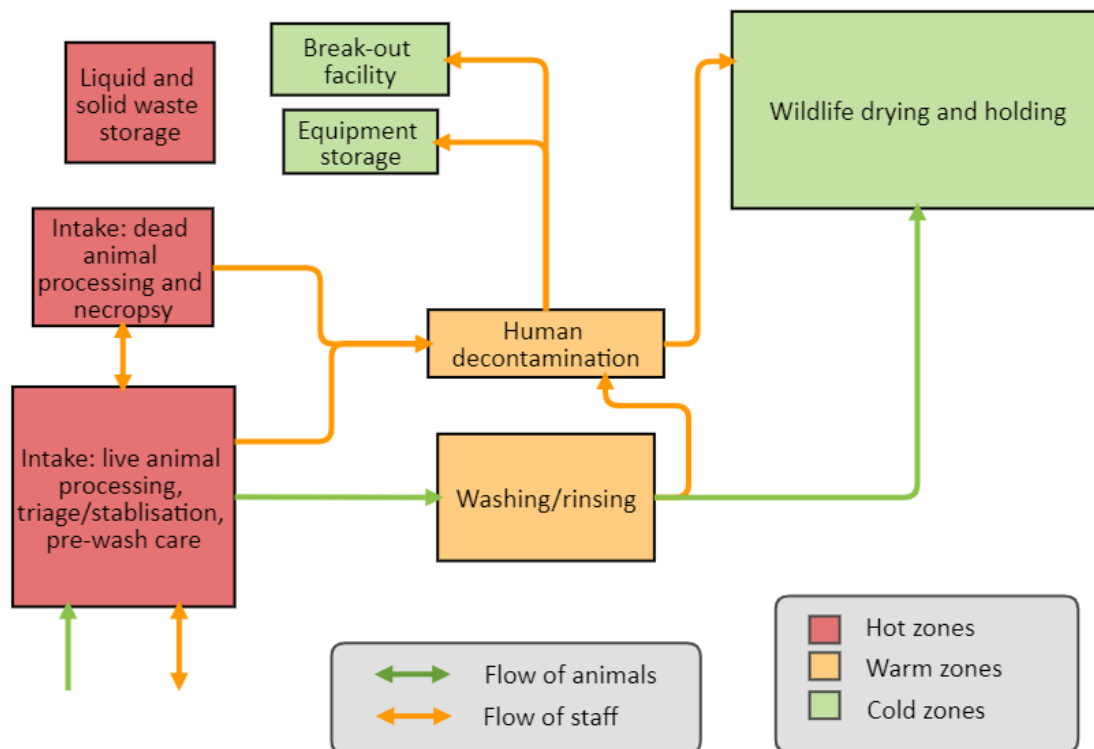 Liquid and
solid waste
storage
Break-out
facility
Equipment
storage
Wildlife drying and holding
Intake: dead
animal
processing and
necropsy
Human
decontamination
Intake: live animal
processing,
triage/stablisation,
pre-wash care
Washing/rinsing
Flow of animals
Flow of staff
Hot zones
Warm zones
Cold zones